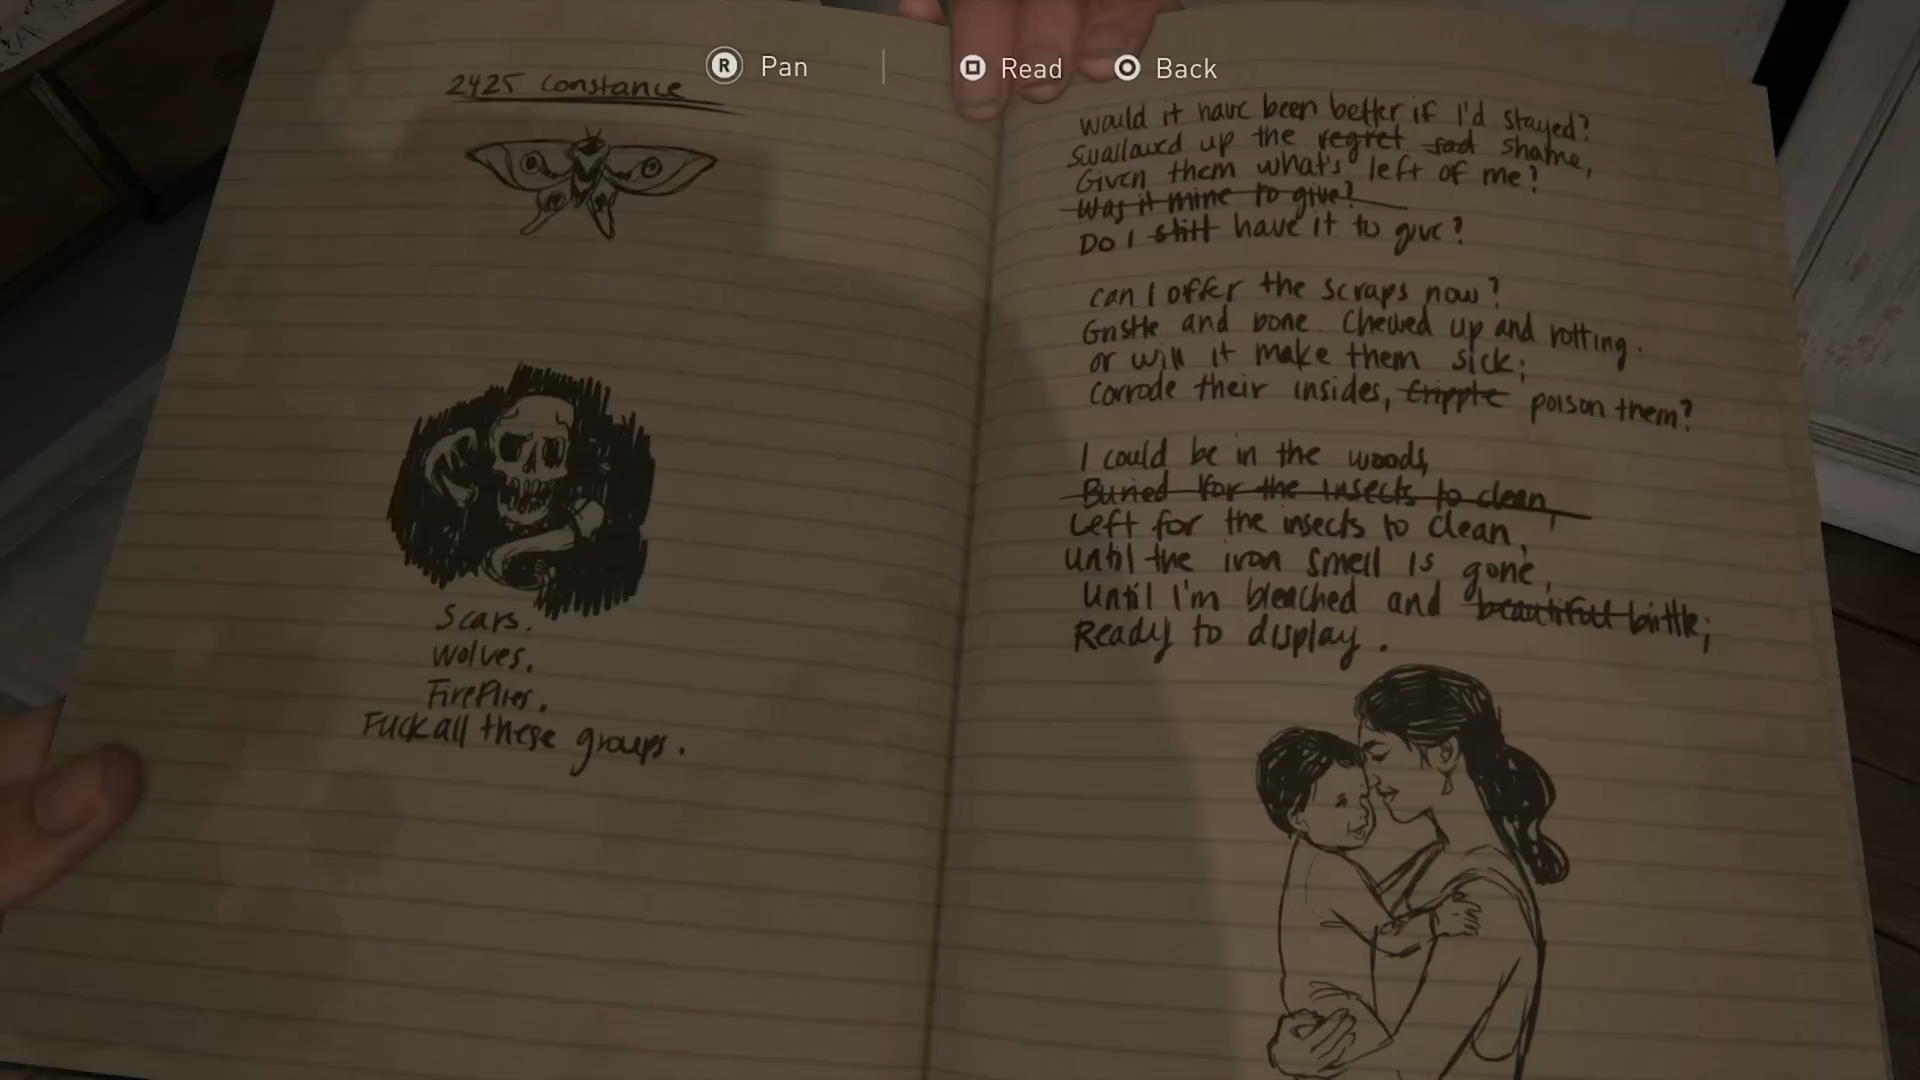 R Pan
Read
Back
2425 Constance
Scars.
Wolves.
Fireflies.
Fuck all these groups.
Would it have been better if I'd stayed?
Swallowed up the regret sad shame,
Given them what's left of me?
Was it mine to give?
Do I still have it to give?
Can I offer the scraps now?
Gristle and bone. Chewed up and rotting.
or will it make them sick;
Corrode their insides, cripple poison them?
I could be in the woods,
Buried for the insects to clean,
Left for the insects to clean,
Until the iron smell is gone,
Until I'm bleached and beautiful brittle;
Ready to display.